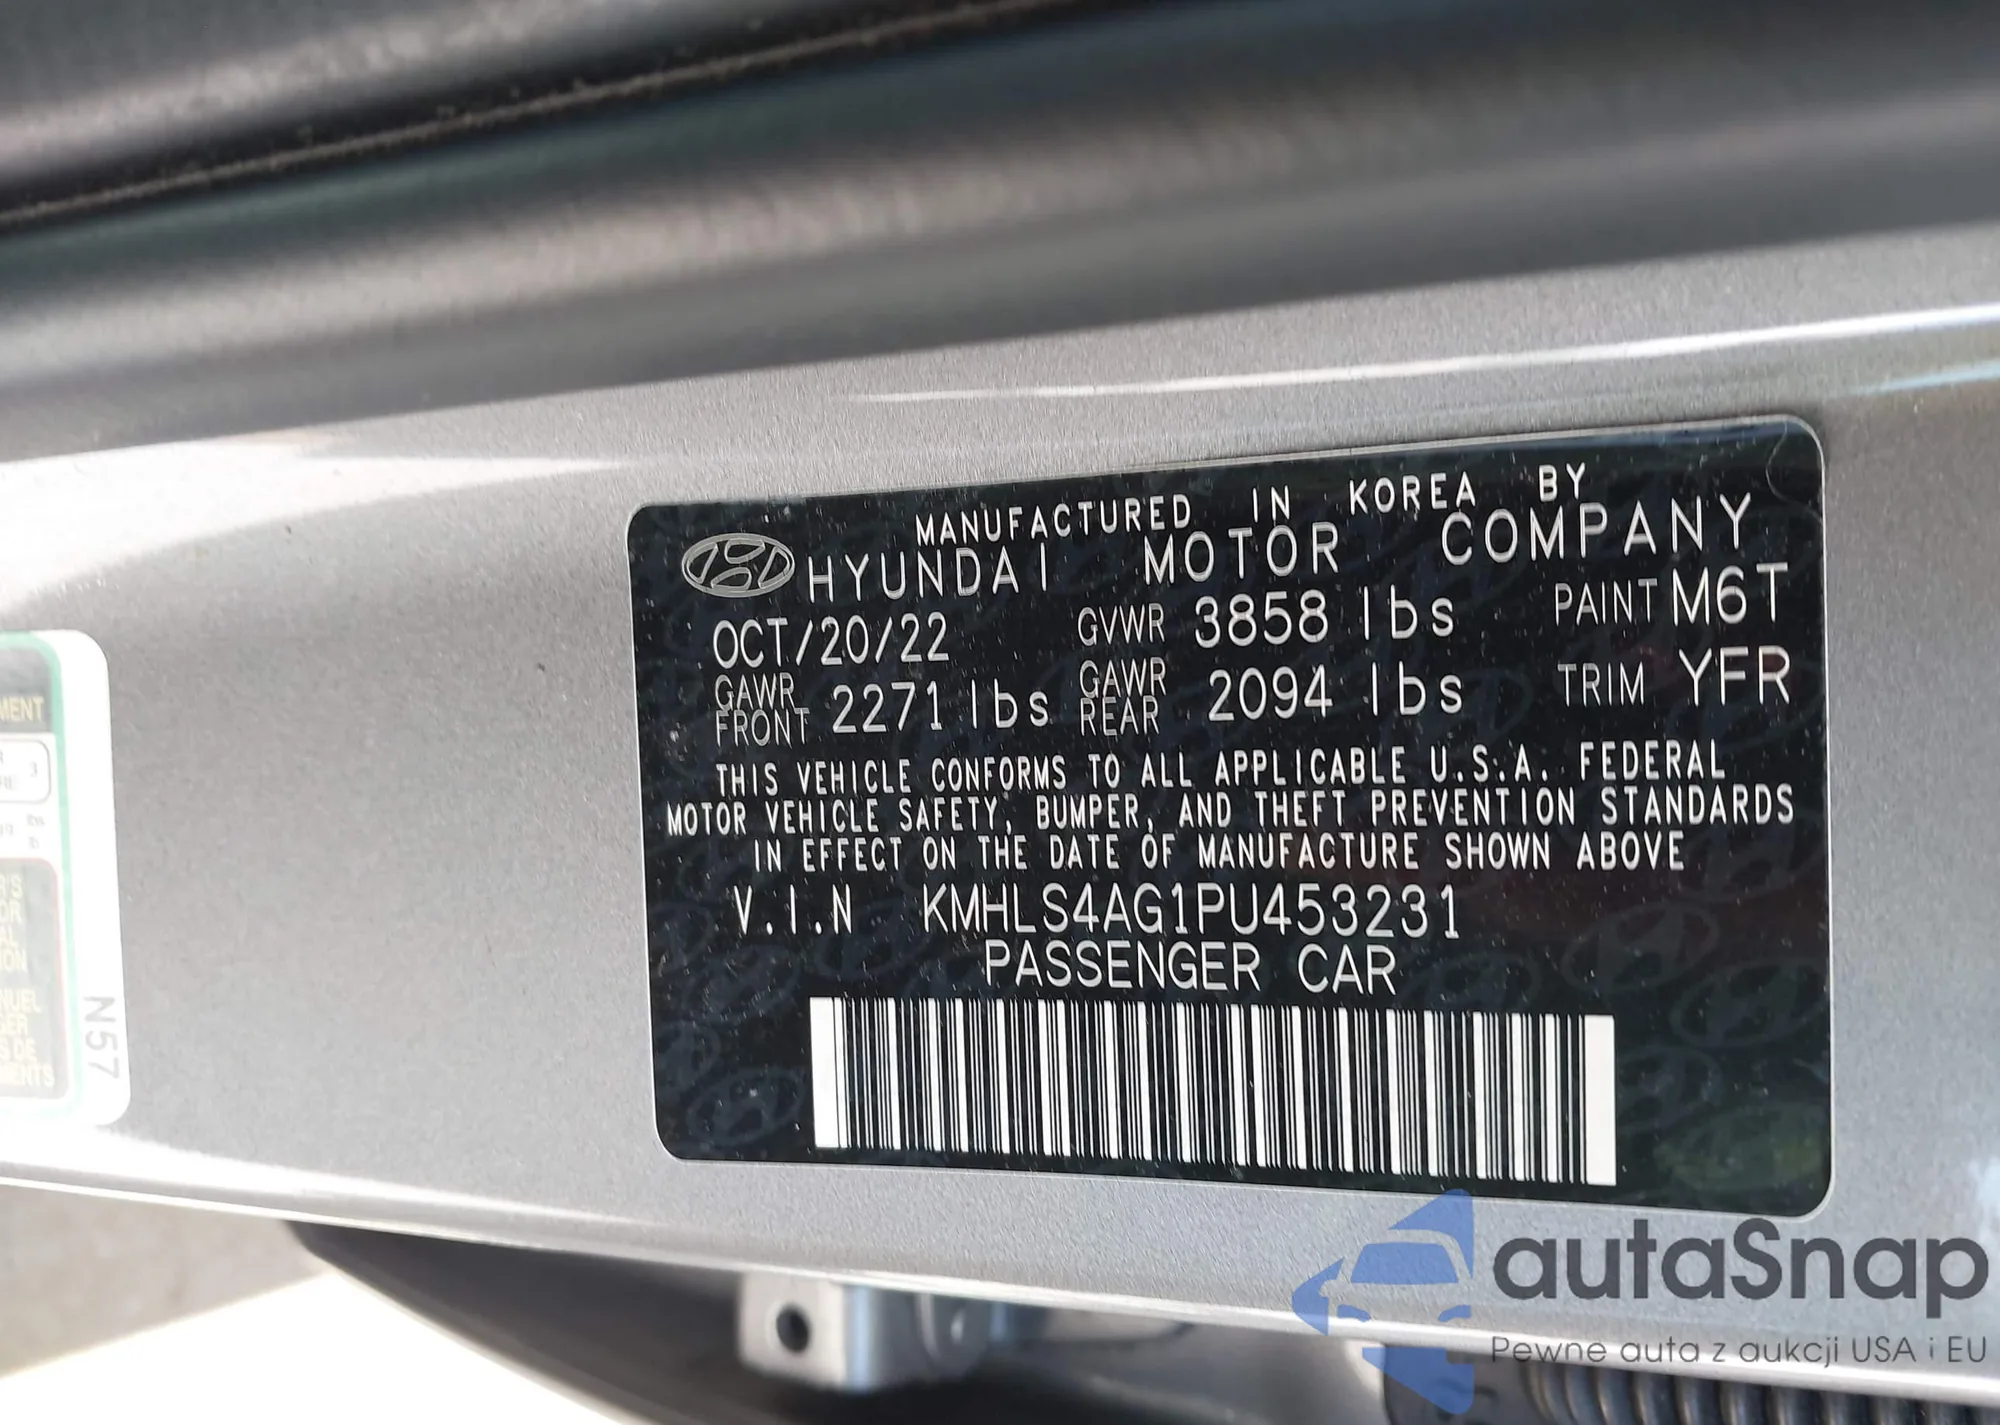 MANUFACTURED IN KOREA BY
HYUNDAI MOTOR COMPANY
OCT/20/22 GVWR 3858 lbs PAINT M6T
GAWR FRONT 2271 lbs GAWR REAR 2094 lbs TRIM YFR
THIS VEHICLE CONFORMS TO ALL APPLICABLE U.S.A. FEDERAL
MOTOR VEHICLE SAFETY, BUMPER, AND THEFT PREVENTION STANDARDS
IN EFFECT ON THE DATE OF MANUFACTURE SHOWN ABOVE
V.I.N KMHLS4AG1PU453231
PASSENGER CAR
N57
autaSnap
Pewne auta z aukcji USA i EU